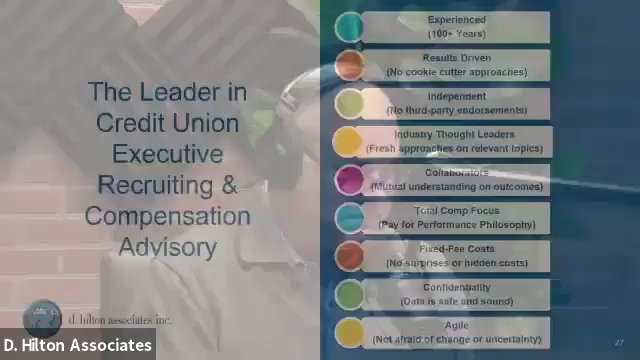 The Leader in
Credit Union
Executive
Recruiting &
Compensation
Advisory
d. hilton associates inc.
D. Hilton Associates
Experienced
(100+ Years)
Results Driven
(No cookie cutter approaches)
Independent
(No third-party endorsements)
Industry Thought Leaders
(Fresh approaches on relevant topics)
Collaborators
(Mutual understanding on outcomes)
Total Comp Focus
(Pay for Performance Philosophy)
Fixed-Fee Costs
(No surprises or hidden costs)
Confidentiality
(Data is safe and sound)
Agile
(Not afraid of change or uncertainty)
27